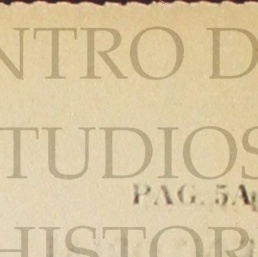 NTRO D
TUDIOS
PAG. 5A
HISTOR